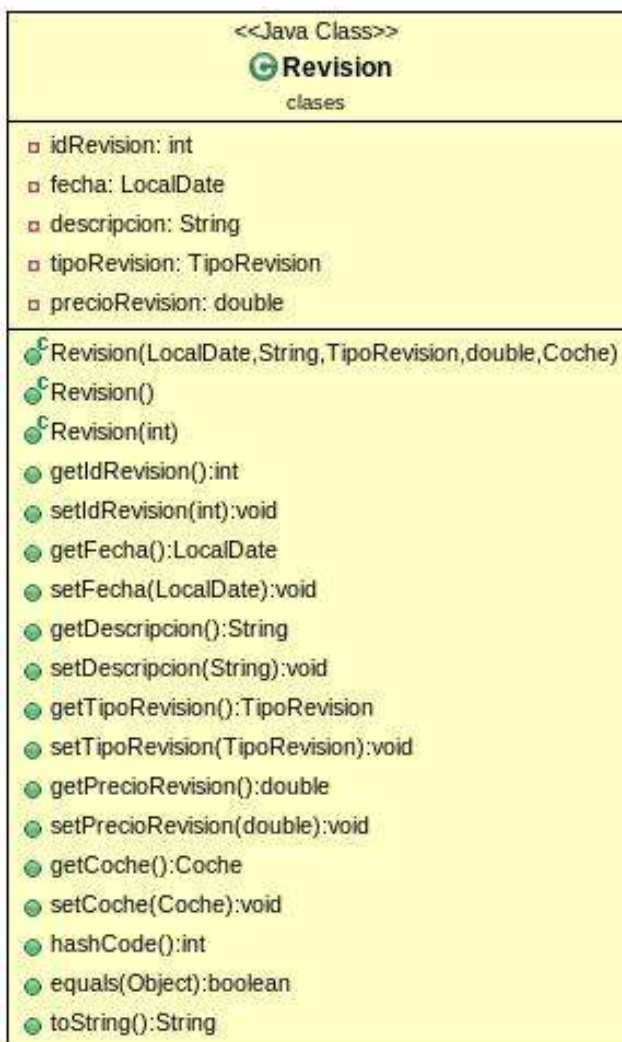 <<Java Class>>
Revision
clases
idRevision: int
fecha: LocalDate
descripcion: String
tipoRevision: TipoRevision
precioRevision: double
Revision(LocalDate,String,TipoRevision,double,Coche)
Revision()
Revision(int)
getIdRevision():int
setIdRevision(int):void
getFecha():LocalDate
setFecha(LocalDate):void
getDescripcion():String
setDescripcion(String):void
getTipoRevision():TipoRevision
setTipoRevision(TipoRevision):void
getPrecioRevision():double
setPrecioRevision(double):void
getCoche():Coche
setCoche(Coche):void
hashCode():int
equals(Object):boolean
toString():String